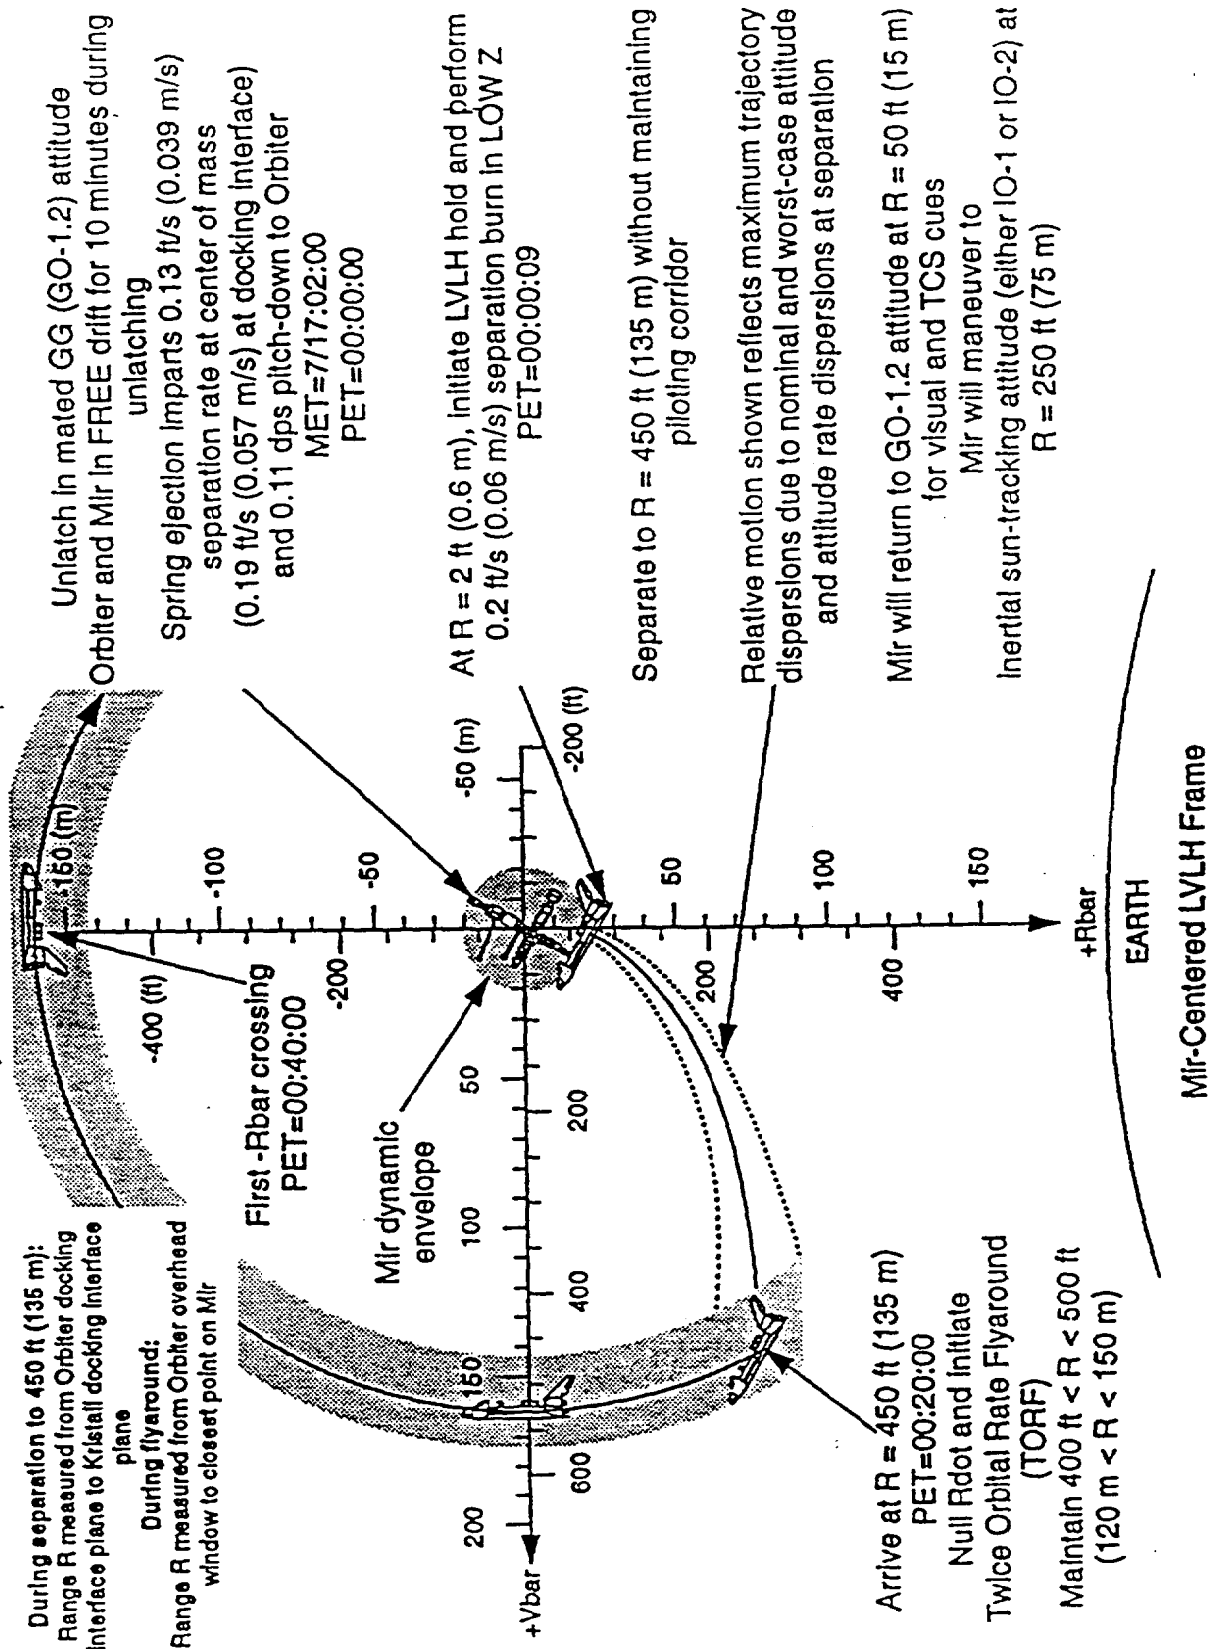 During separation to 450 ft (135 m):
Range R measured from Orbiter docking
interface plane to Kristall docking interface
plane
During flyaround:
Range R measured from Orbiter overhead
window to closest point on Mir
First -Rbar crossing
PET=00:40:00
Mir dynamic
envelope
Unlatch in mated GG (GO-1.2) attitude
Orbiter and Mir in FREE drift for 10 minutes during
unlatching
Spring ejection imparts 0.13 ft/s (0.039 m/s)
separation rate at center of mass
(0.19 ft/s (0.057 m/s) at docking interface)
and 0.11 dps pitch-down to Orbiter
MET=7/17:02:00
PET=00:00:00
At R = 2 ft (0.6 m), initiate LVLH hold and perform
0.2 ft/s (0.06 m/s) separation burn in LOW Z
PET=00:00:09
Separate to R = 450 ft (135 m) without maintaining
piloting corridor
Relative motion shown reflects maximum trajectory
dispersions due to nominal and worst-case attitude
and attitude rate dispersions at separation
Mir will return to GO-1.2 attitude at R = 50 ft (15 m)
for visual and TCS cues
Mir will maneuver to
inertial sun-tracking attitude (either IO-1 or IO-2) at
R = 250 ft (75 m)
Arrive at R = 450 ft (135 m)
PET=00:20:00
Null Rdot and initiate
Twice Orbital Rate Flyaround
(TORF)
Maintain 400 ft < R < 500 ft
(120 m < R < 150 m)
-150 (m)
-400 (ft)
-100
-200
-50
+Vbar
200
600
150
400
100
200
50
-50 (m)
-200 (ft)
50
200
100
400
150
+Rbar
EARTH
Mir-Centered LVLH Frame